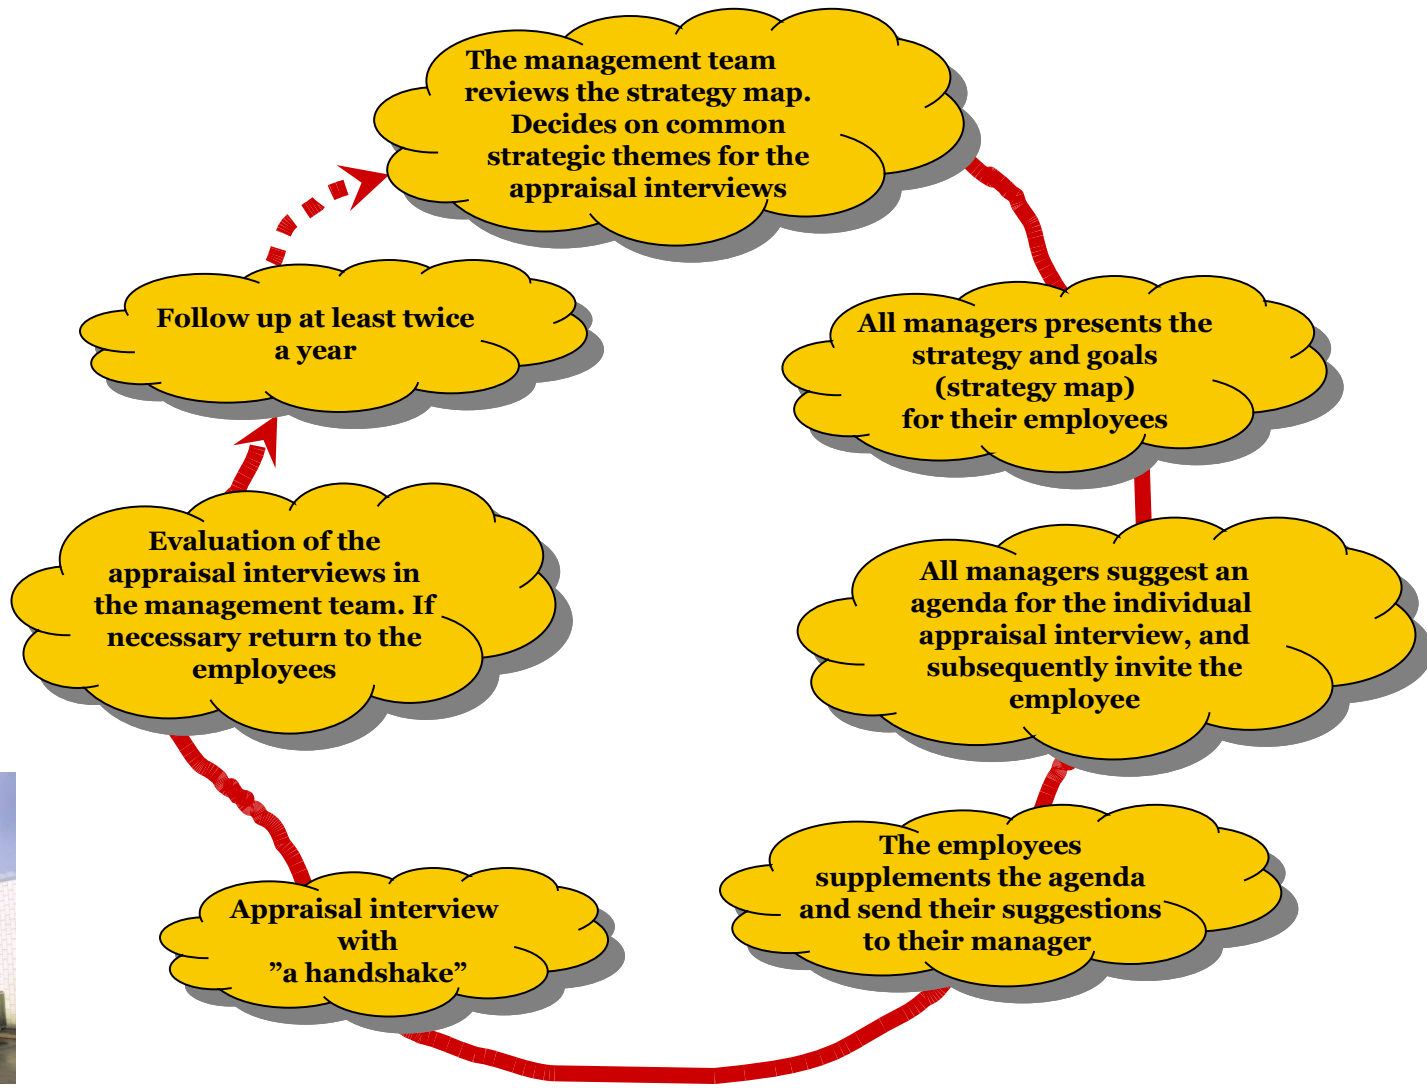 The management team
reviews the strategy map.
Decides on common
strategic themes for the
appraisal interviews
All managers presents the
strategy and goals
(strategy map)
for their employees
All managers suggest an
agenda for the individual
appraisal interview, and
subsequently invite the
employee
The employees
supplements the agenda
and send their suggestions
to their manager
Appraisal interview
with
”a handshake”
Evaluation of the
appraisal interviews in
the management team. If
necessary return to the
employees
Follow up at least twice
a year